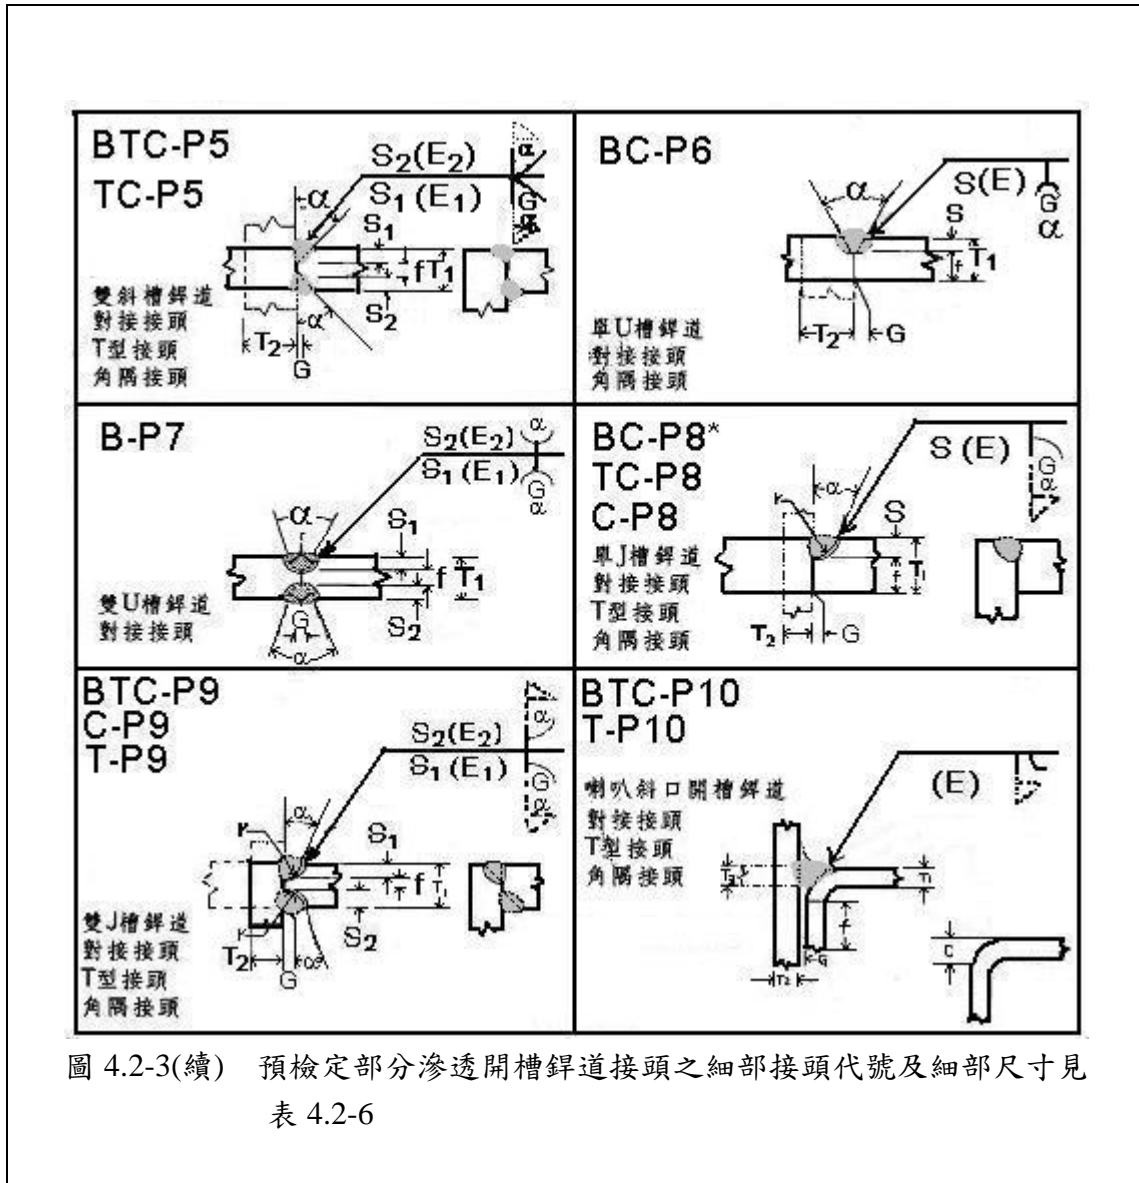 BTC-P5
TC-P5
S2(E2)
S1(E1)
α
G
α
α
S1
f T1
S2
α
T2
G
雙斜槽銲道
對接接頭
T型接頭
角隅接頭
BC-P6
S(E)
G
α
α
S
T1
f
T2
G
單U槽銲道
對接接頭
角隅接頭
B-P7
S2(E2)
S1(E1)
α
G
α
α
S1
f T1
S2
G
α
雙U槽銲道
對接接頭
BC-P8*
TC-P8
C-P8
S(E)
G
α
r
α
S
T1
f
T2
G
單J槽銲道
對接接頭
T型接頭
角隅接頭
BTC-P9
C-P9
T-P9
S2(E2)
S1(E1)
α
G
α
α
r
S1
f T1
S2
r
T2
G
α
雙J槽銲道
對接接頭
T型接頭
角隅接頭
BTC-P10
T-P10
(E)
喇叭斜口開槽銲道
對接接頭
T型接頭
角隅接頭
T1
f
G
T2
C
圖 4.2-3(續) 預檢定部分滲透開槽銲道接頭之細部接頭代號及細部尺寸見
表 4.2-6